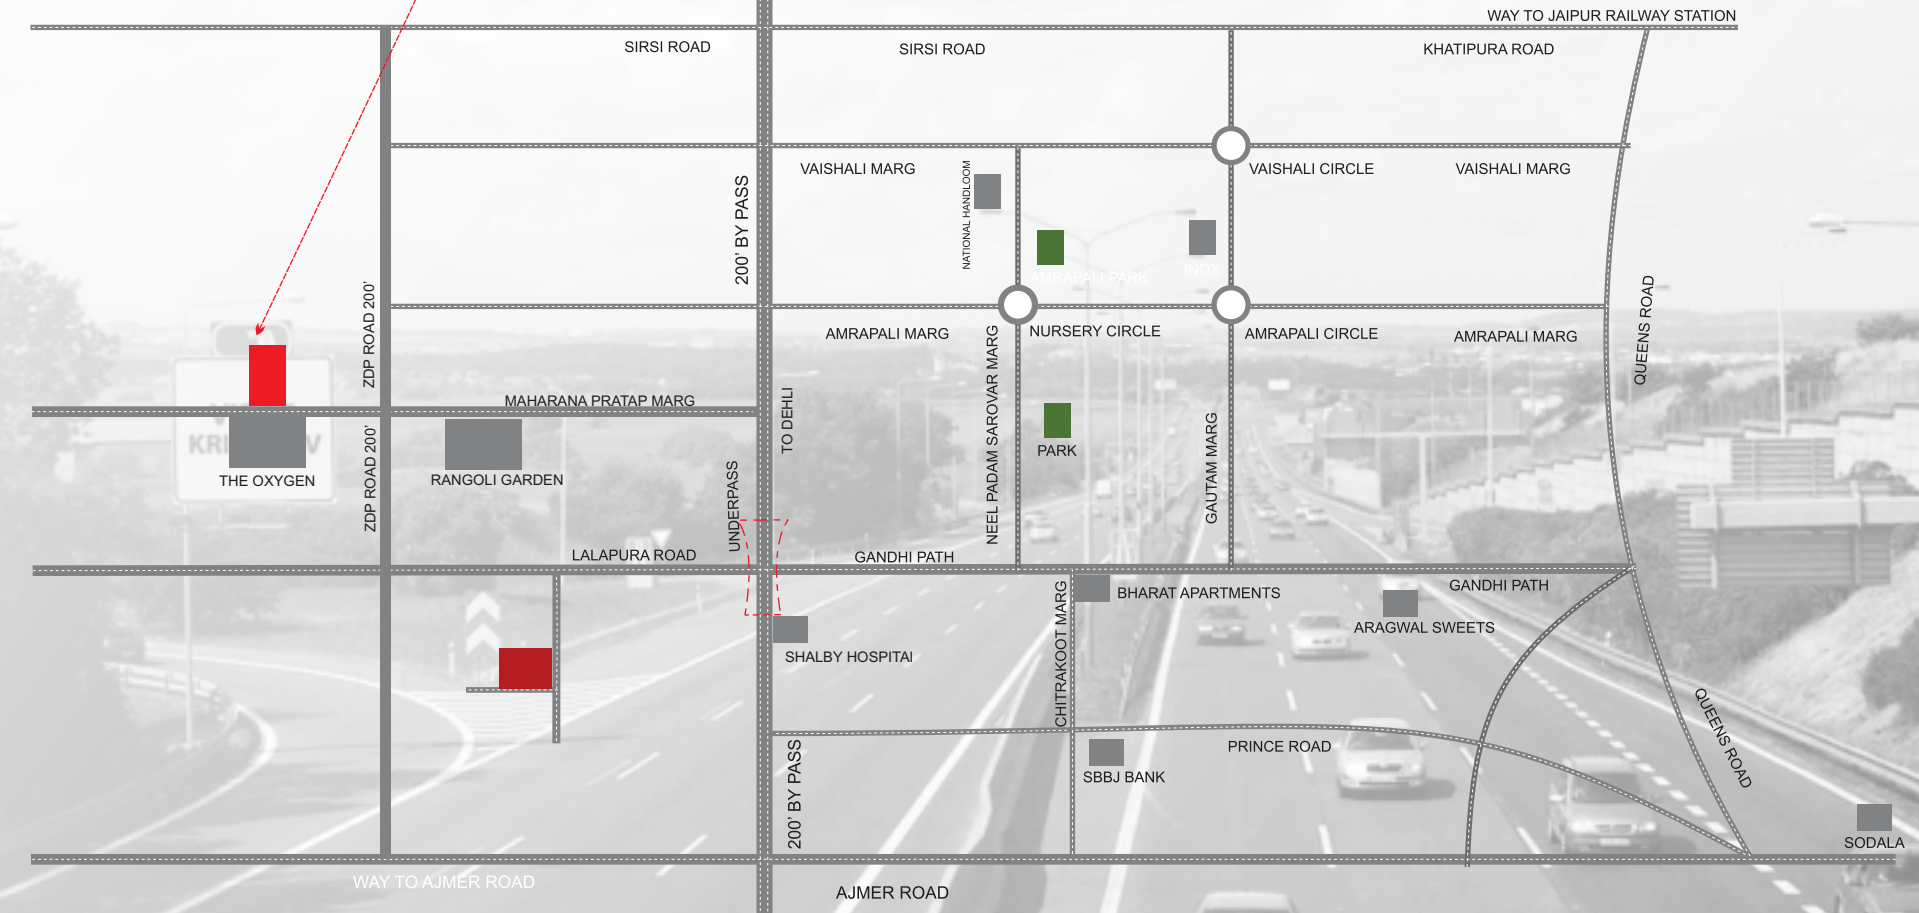 WAY TO JAIPUR RAILWAY STATION
SIRSI ROAD
SIRSI ROAD
KHATIPURA ROAD
VAISHALI MARG
NATIONAL HANDLOOM
VAISHALI CIRCLE
VAISHALI MARG
200' BY PASS
AMRAPALI PARK
INOX
ZDP ROAD 200'
QUEENS ROAD
AMRAPALI MARG
NEEL PADAM SAROVAR MARG
NURSERY CIRCLE
AMRAPALI CIRCLE
AMRAPALI MARG
MAHARANA PRATAP MARG
TO DEHLI
GAUTAM MARG
PARK
ZDP ROAD 200'
THE OXYGEN
RANGOLI GARDEN
UNDERPASS
LALAPURA ROAD
GANDHI PATH
GANDHI PATH
CHITRAKOOT MARG
BHARAT APARTMENTS
ARAGWAL SWEETS
SHALBY HOSPITAl
QUEENS ROAD
200' BY PASS
PRINCE ROAD
SBBJ BANK
SODALA
WAY TO AJMER ROAD
AJMER ROAD